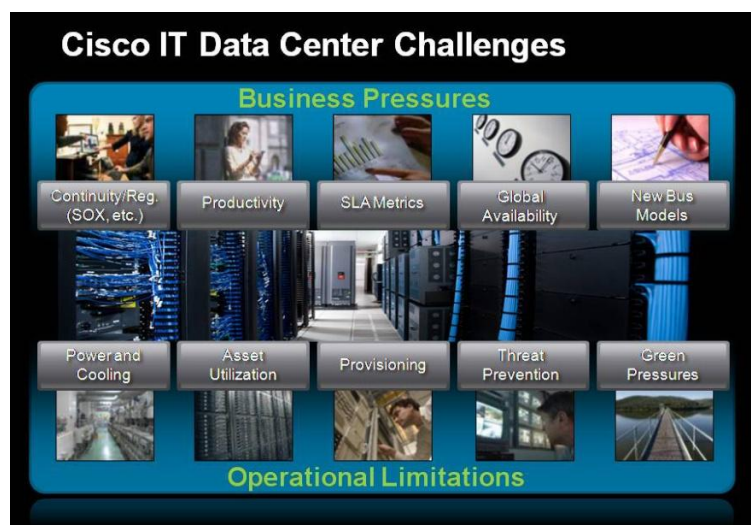 Cisco IT Data Center Challenges
Business Pressures
Continuity/Reg.
(SOX, etc.)
Productivity
SLA Metrics
Global
Availability
New Bus
Models
Power and
Cooling
Asset
Utilization
Provisioning
Threat
Prevention
Green
Pressures
Operational Limitations